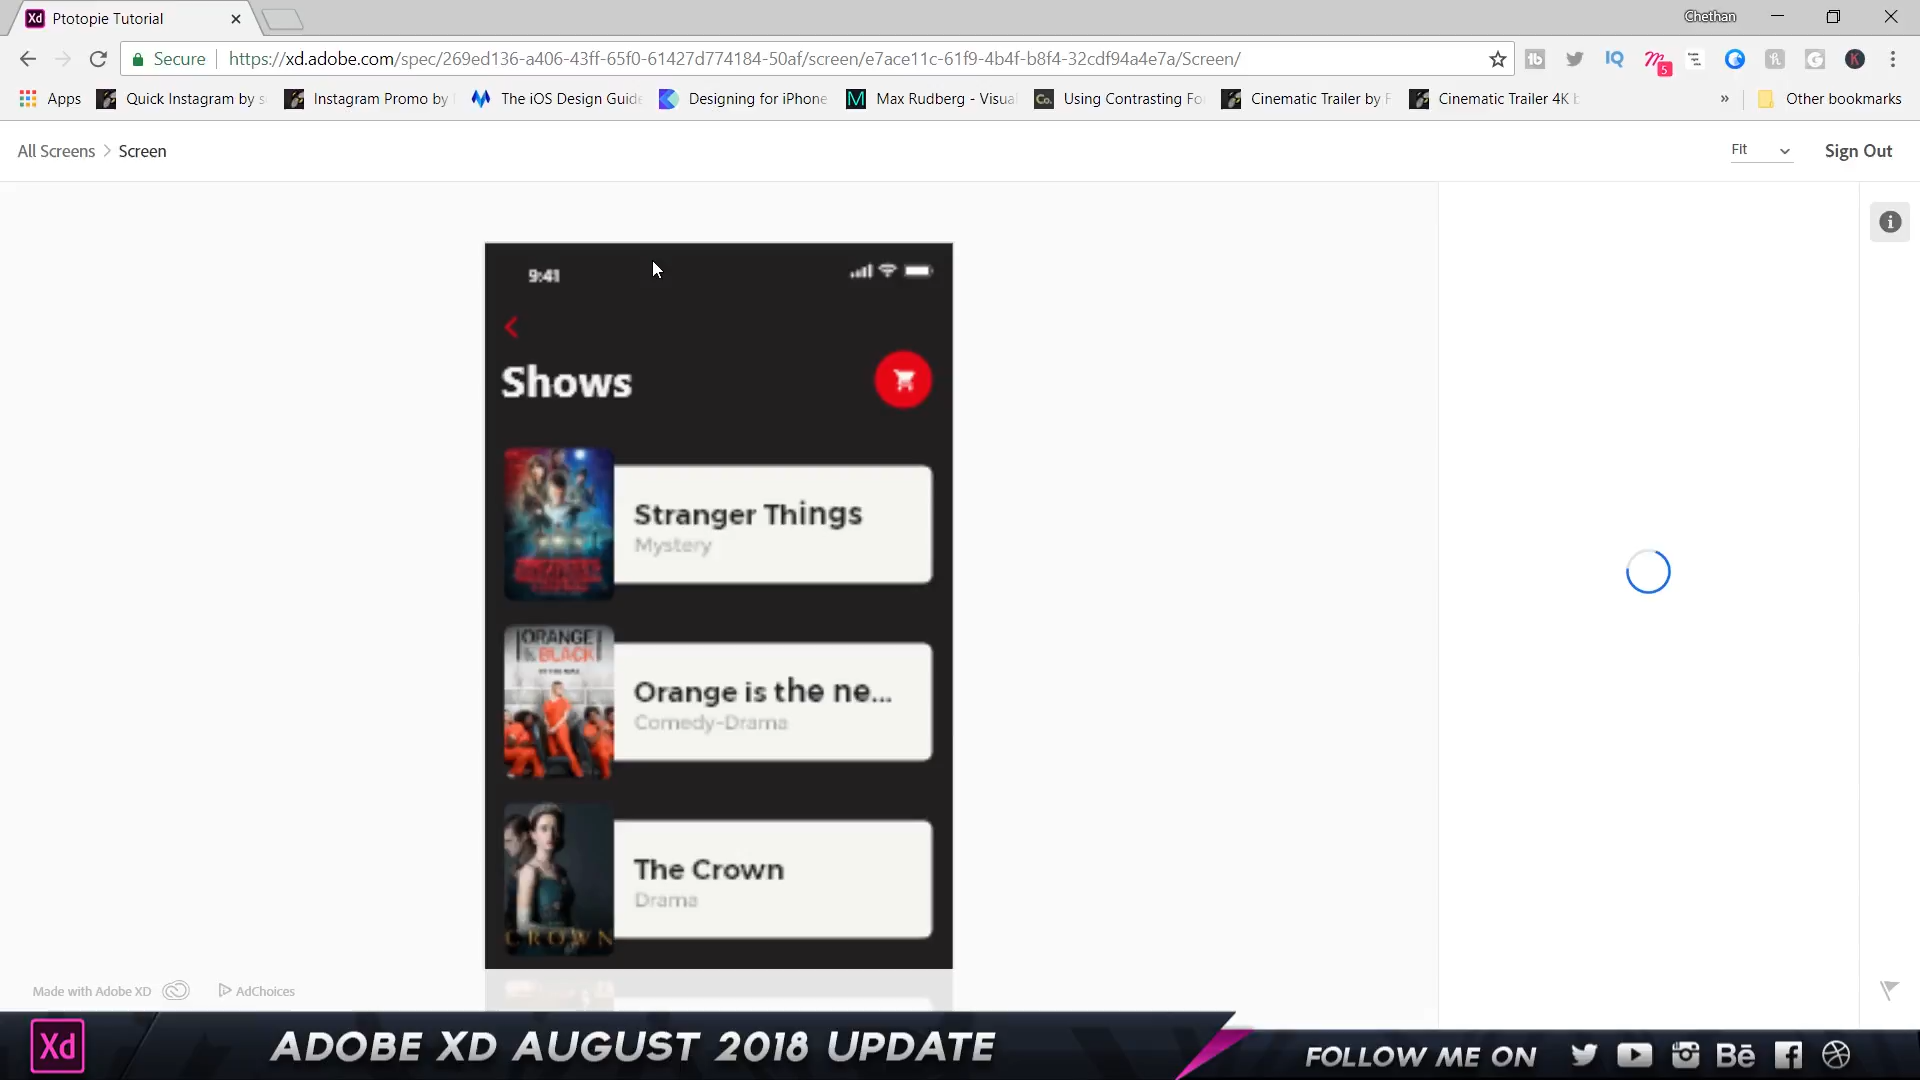 Xd Ptotopie Tutorial
Chethan
Secure https://xd.adobe.com/spec/269ed136-a406-43ff-65f0-61427d774184-50af/screen/e7ace11c-61f9-4b4f-b8f4-32cdf94a4e7a/Screen/
5
Apps Quick Instagram by s Instagram Promo by The iOS Design Guide Designing for iPhone Max Rudberg - Visual Using Contrasting Fo Cinematic Trailer by F Cinematic Trailer 4K b » Other bookmarks
All Screens > Screen
Fit
Sign Out
9:41
Shows
Stranger Things
Mystery
ORANGE
BLACK
Orange is the ne...
Comedy-Drama
The Crown
Drama
CROWN
Made with Adobe XD
AdChoices
Xd ADOBE XD AUGUST 2018 UPDATE
FOLLOW ME ON
Bē